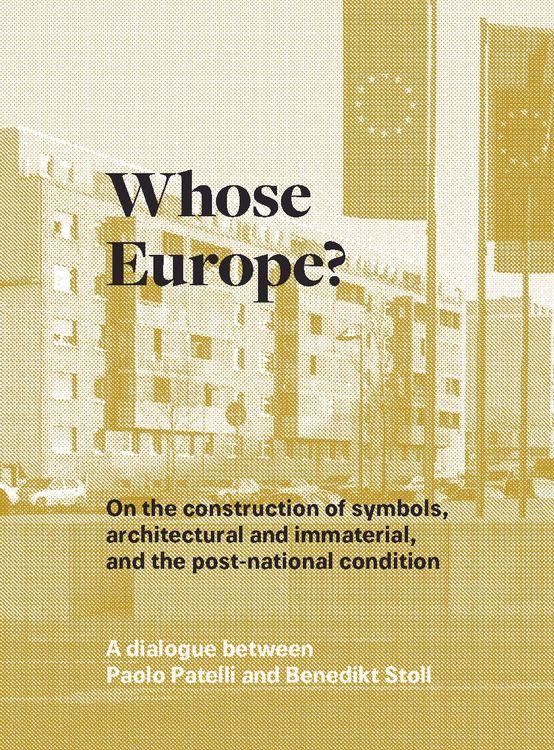 Whose
Europe?
On the construction of symbols,
architectural and immaterial,
and the post-national condition
A dialogue between
Paolo Patelli and Benedikt Stoll